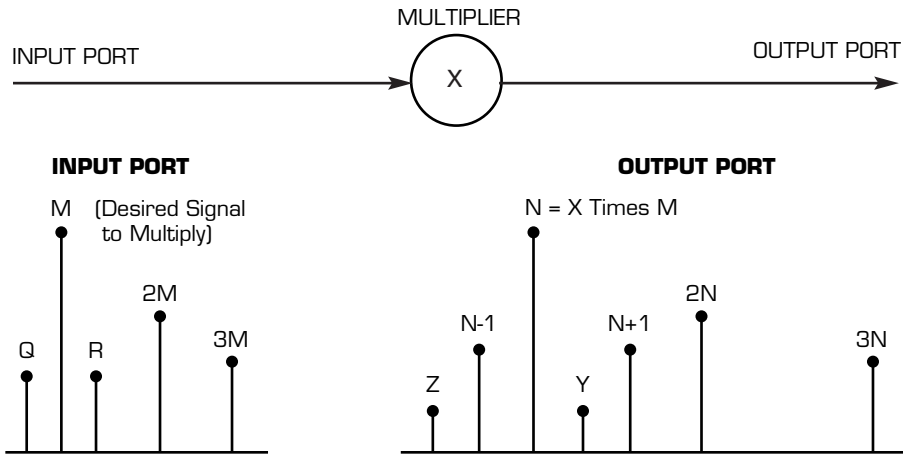 MULTIPLIER
INPUT PORT
OUTPUT PORT
X
INPUT PORT
OUTPUT PORT
M (Desired Signal
to Multiply)
N = X Times M
2M
2N
N-1
N+1
3M
3N
Q
R
Z
Y